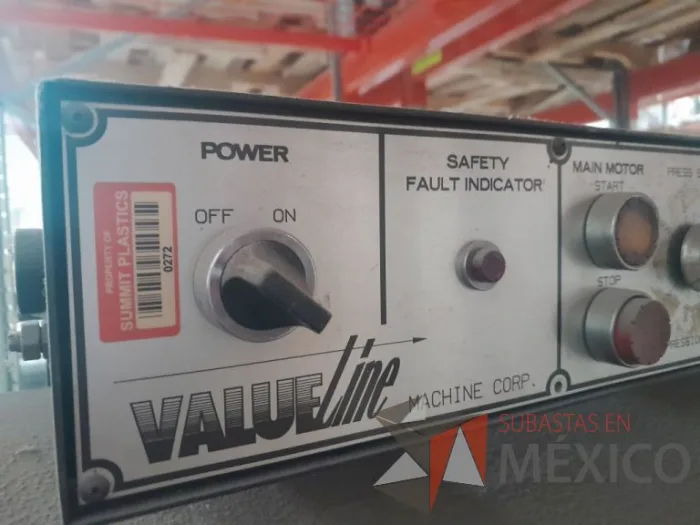 POWER
OFF ON
PROPERTY OF
SUMMIT PLASTICS
0272
SAFETY
FAULT INDICATOR
MAIN MOTOR
START
STOP
PRESS
VALUELine
MACHINE CORP.
SUBASTAS EN
MÉXICO